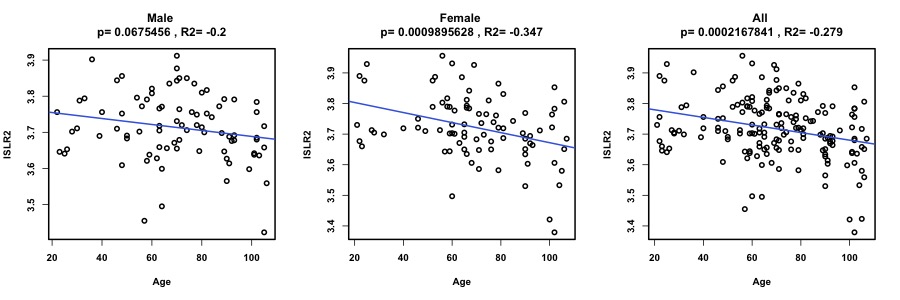 Male
p= 0.0675456 , R2= -0.2
3.9
3.8
3.7
3.6
3.5
ISLR2
20 40 60 80 100
Age
Female
p= 0.0009895628 , R2= -0.347
3.9
3.8
3.7
3.6
3.5
3.4
ISLR2
20 40 60 80 100
Age
All
p= 0.0002167841 , R2= -0.279
3.9
3.8
3.7
3.6
3.5
3.4
ISLR2
20 40 60 80 100
Age